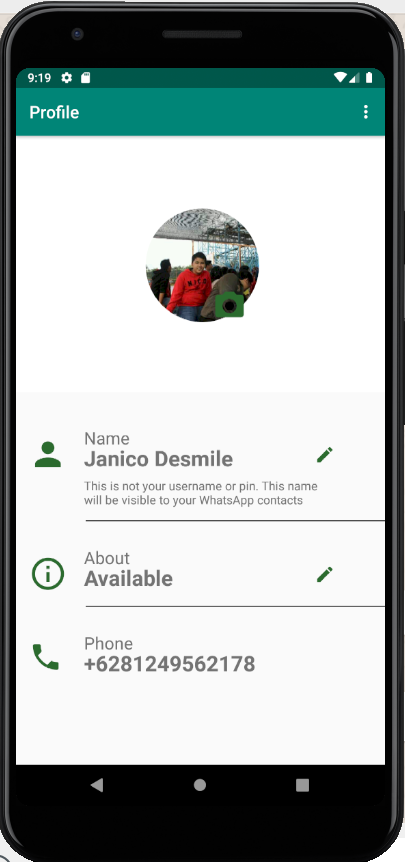 9:19
Profile
Name
Janico Desmile
This is not your username or pin. This name
will be visible to your WhatsApp contacts
About
Available
Phone
+6281249562178